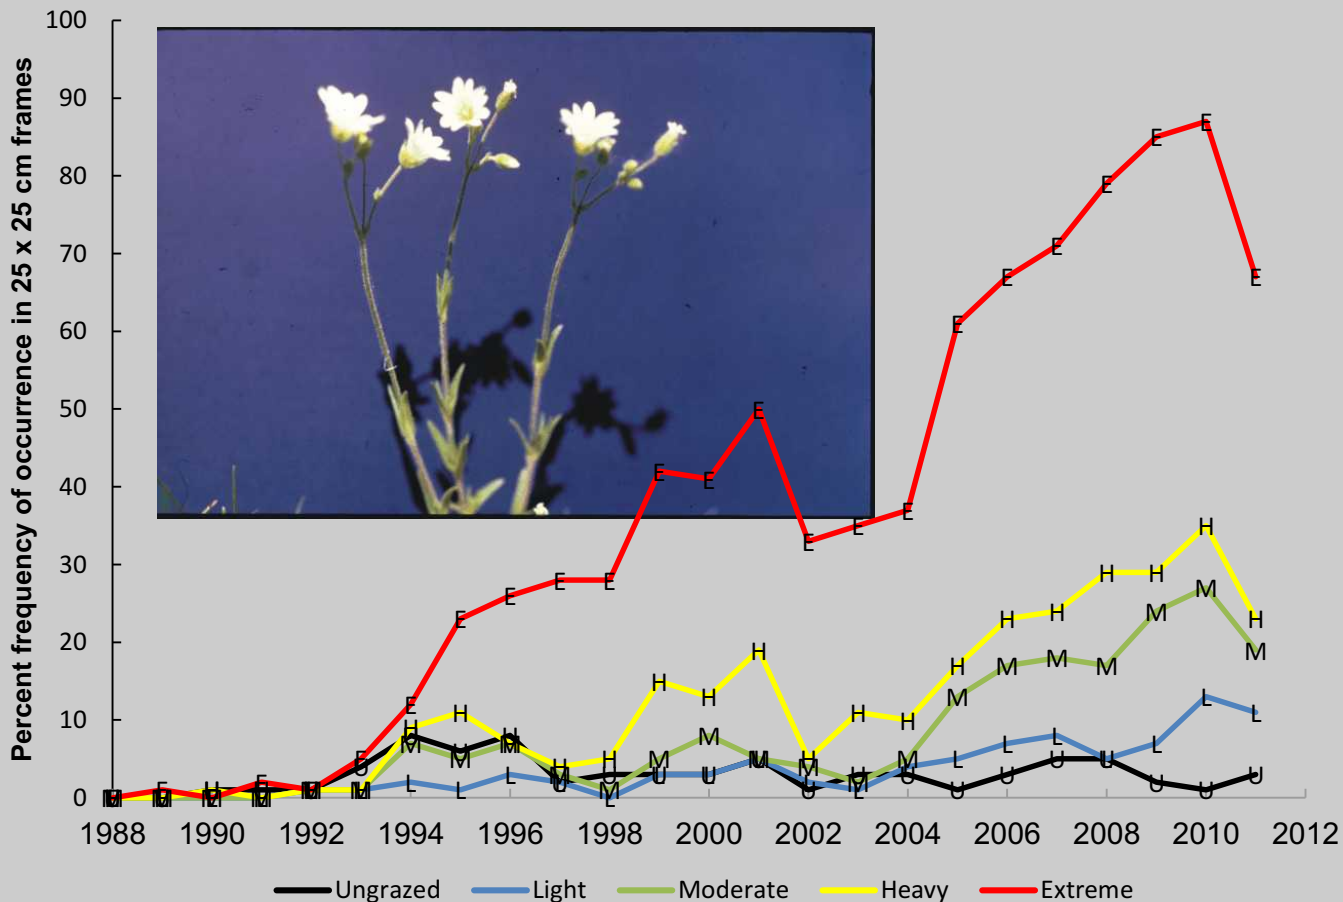 Percent frequency of occurrence in 25 x 25 cm frames
100
90
80
70
60
50
40
30
20
10
0
1988 1990 1992 1994 1996 1998 2000 2002 2004 2006 2008 2010 2012
Ungrazed Light Moderate Heavy Extreme
E E E E E E E E E E E E E E E E E E
H H H H H H H H H H H H H H H H H H
M M M M M M M M M M M M M M M M M M
L L L L L L L L L L L L L L L
U U U U U U U U U U U U U